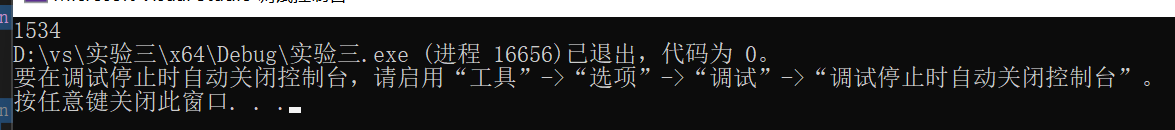 1534
D:\vs\实验三\x64\Debug\实验三.exe (进程 16656)已退出，代码为 0。
要在调试停止时自动关闭控制台，请启用“工具”->“选项”->“调试”->“调试停止时自动关闭控制台”。
按任意键关闭此窗口. . .